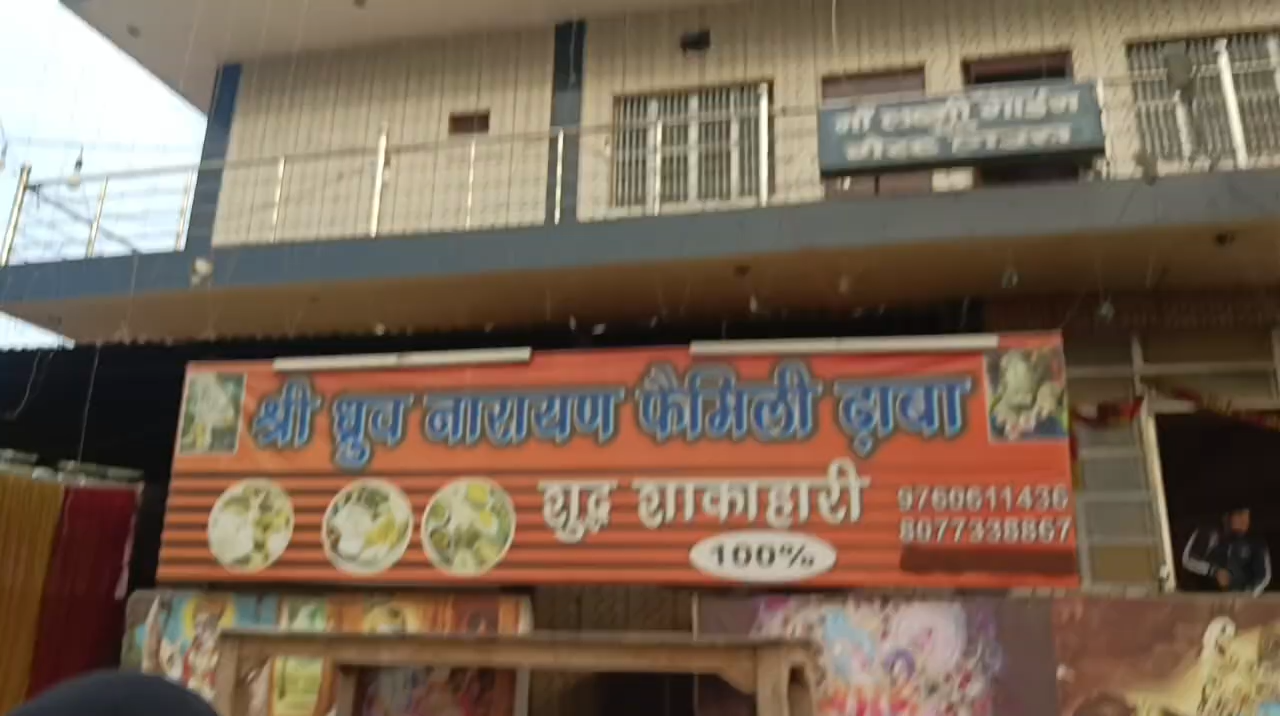 श्री ध्रुव नारायण फैमिली ढ़ाबा
शुद्ध शाकाहारी
9760611436
8077338867
100%